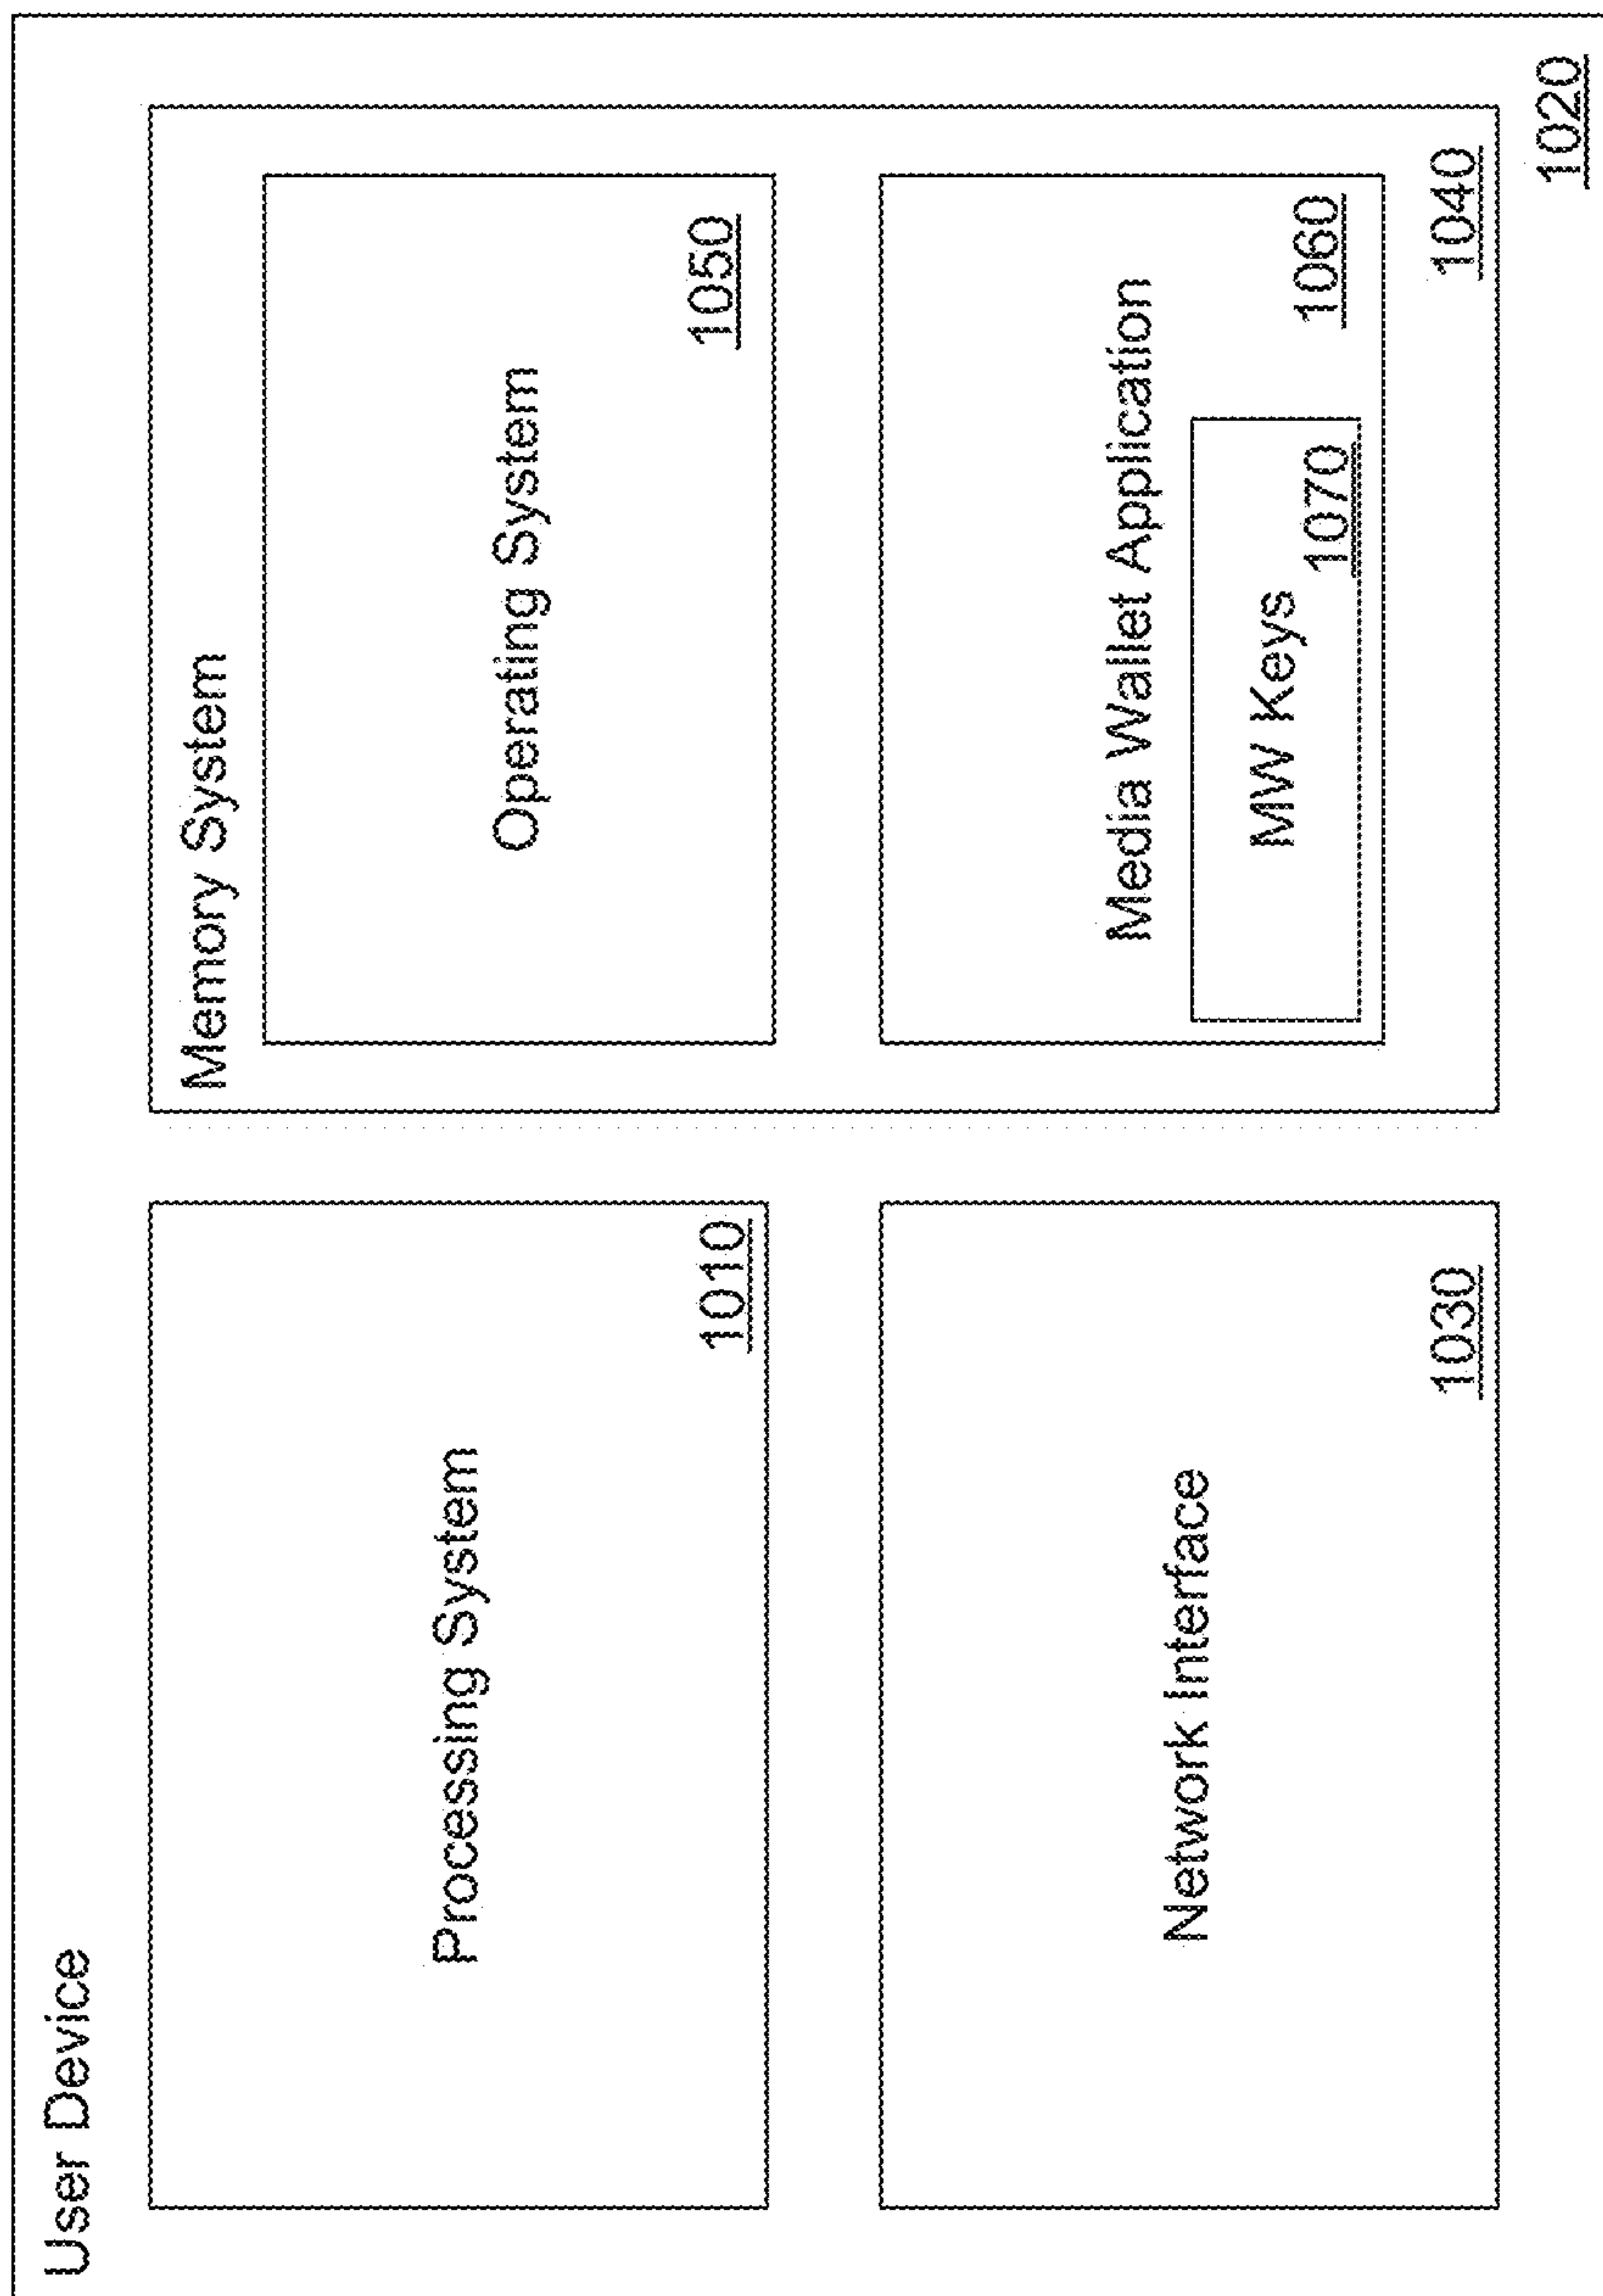 User Device
Processing System
1010
Memory System
Operating System
1050
Network Interface
1030
Media Wallet Application
MW Keys
1070
1060
1040
1020